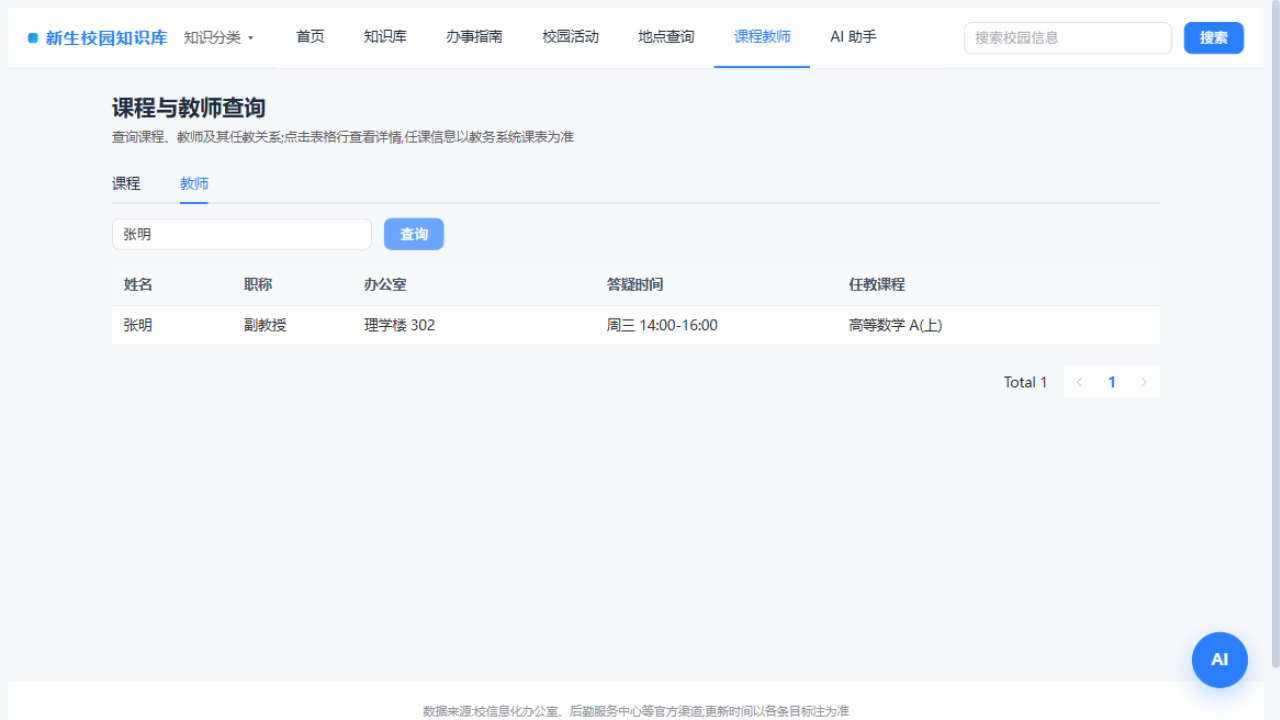 新生校园知识库 知识分类 首页 知识库 办事指南 校园活动 地点查询 课程教师 AI 助手 搜索校园信息 搜索
课程与教师查询
查询课程、教师及其任教关系;点击表格行查看详情,任课信息以教务系统课表为准
课程 教师
张明 查询
姓名 职称 办公室 答疑时间 任教课程
张明 副教授 理学楼 302 周三 14:00-16:00 高等数学 A(上)
Total 1 1
AI
数据来源:校信息化办公室、后勤服务中心等官方渠道;更新时间以各条目标注为准